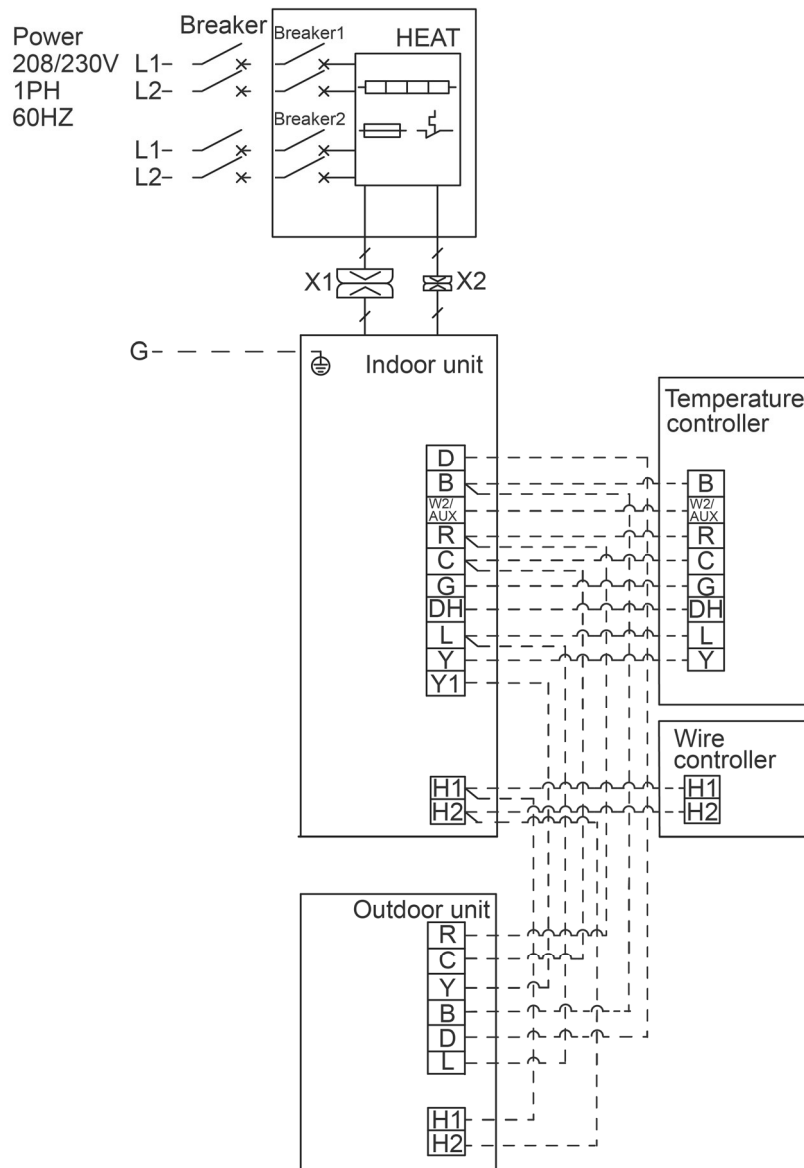 Power
208/230V
1PH
60HZ
Breaker
Breaker1
HEAT
L1
L2
Breaker2
L1
L2
X1
X2
G
Indoor unit
D
B
W2/
AUX
R
C
G
DH
L
Y
Y1
H1
H2
Temperature
controller
B
W2/
AUX
R
C
G
DH
L
Y
Wire
controller
H1
H2
Outdoor unit
R
C
Y
B
D
L
H1
H2